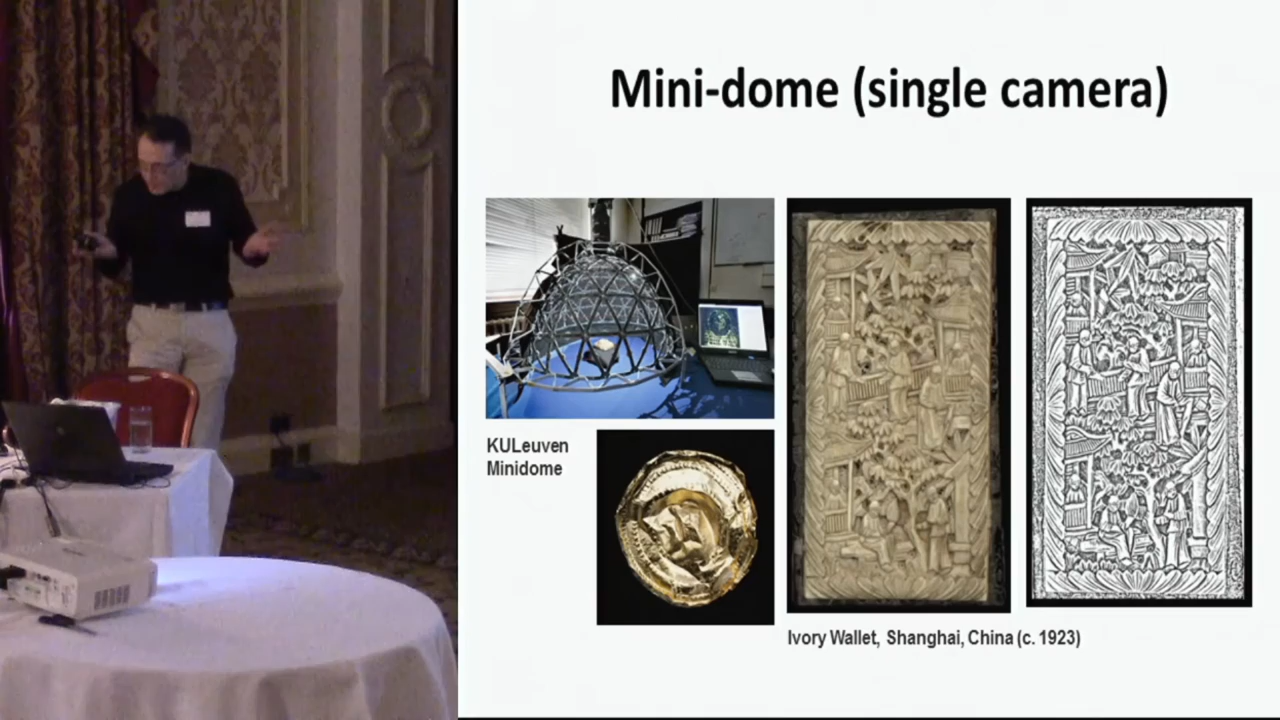 Mini-dome (single camera)
KULeuven
Minidome
Ivory Wallet, Shanghai, China (c. 1923)